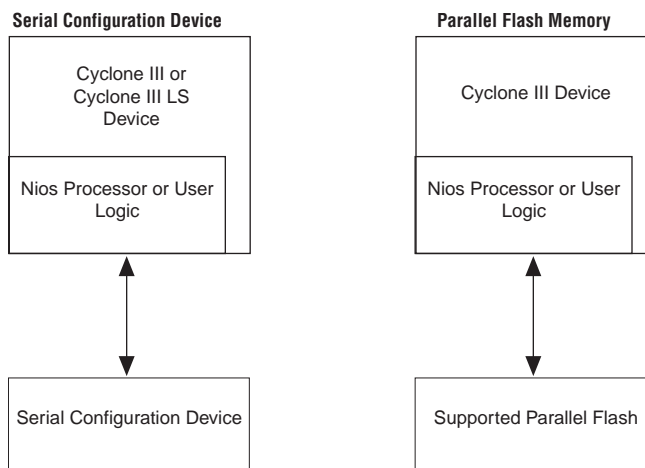 Serial Configuration Device
Cyclone III or
Cyclone III LS
Device
Nios Processor or User
Logic
Serial Configuration Device
Parallel Flash Memory
Cyclone III Device
Nios Processor or User
Logic
Supported Parallel Flash